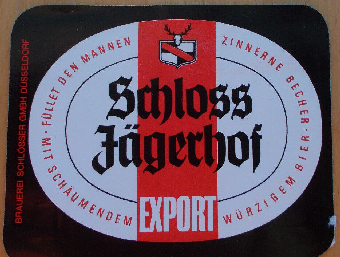 BRAUEREI SCHLÖSSER GMBH DÜSSELDORF
FÜLLET DEN MANNEN
ZINNERNE BECHER ·
MIT SCHÄUMENDEM
WÜRZIGEM BIER ·
Schloss
Jägerhof
EXPORT